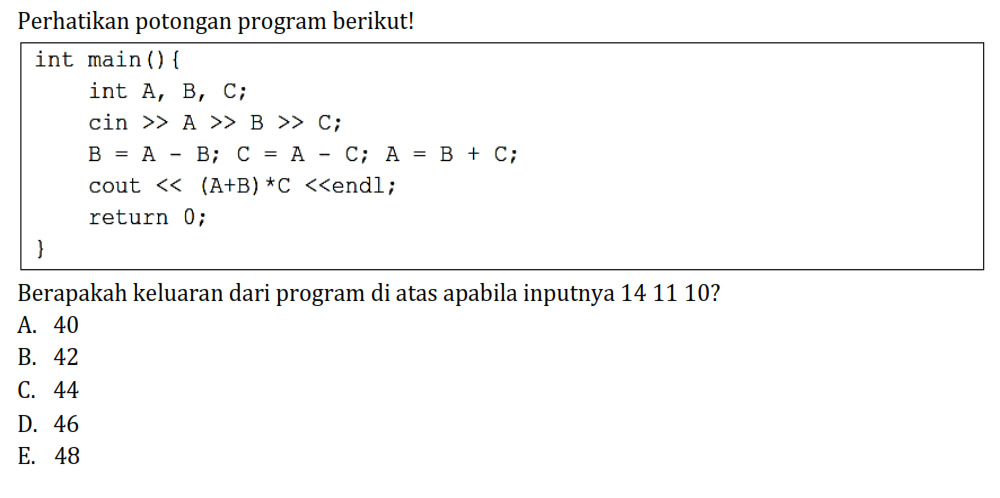 Perhatikan potongan program berikut!
int main(){
int A, B, C;
cin >> A >> B >> C;
B = A - B; C = A - C; A = B + C;
cout << (A+B)*C <<endl;
return 0;
}
Berapakah keluaran dari program di atas apabila inputnya 14 11 10?
A. 40
B. 42
C. 44
D. 46
E. 48